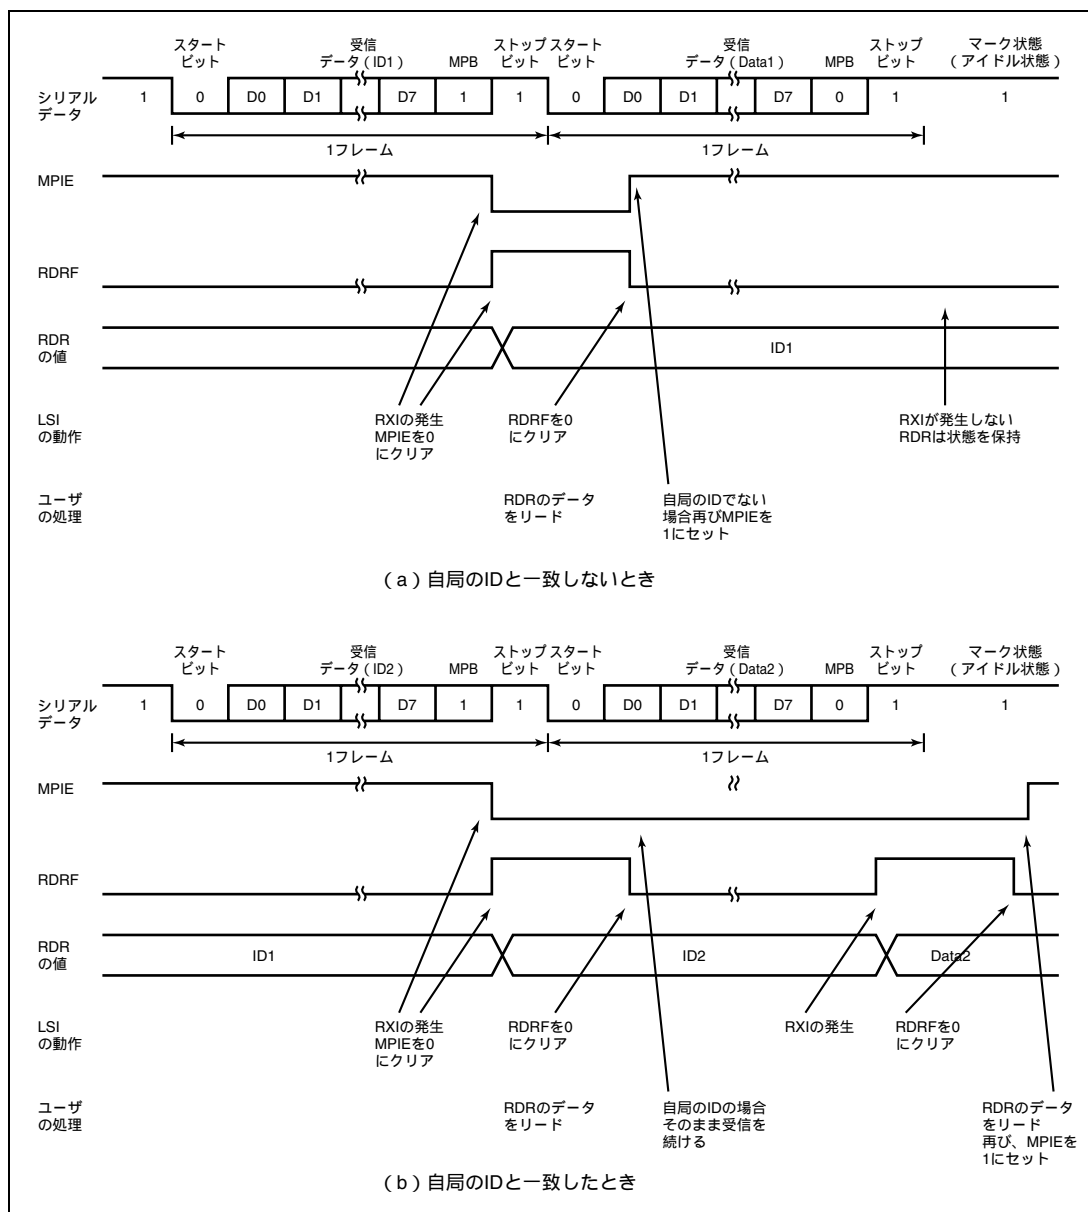 スタート
ビット
受信
データ（ID1）
MPB
ストップ
ビット
スタート
ビット
受信
データ（Data1）
MPB
ストップ
ビット
マーク状態
（アイドル状態）
シリアル
データ
1 0 D0 D1 D7 1 1 0 D0 D1 D7 0 1 1
1フレーム 1フレーム
MPIE
RDRF
RDR
の値
ID1
LSI
の動作
RXIの発生
MPIEを0
にクリア
RDRFを0
にクリア
RXIが発生しない
RDRは状態を保持
ユーザ
の処理
RDRのデータ
をリード
自局のIDでない
場合再びMPIEを
1にセット
（a）自局のIDと一致しないとき
スタート
ビット
受信
データ（ID2）
MPB
ストップ
ビット
スタート
ビット
受信
データ（Data2）
MPB
ストップ
ビット
マーク状態
（アイドル状態）
シリアル
データ
1 0 D0 D1 D7 1 1 0 D0 D1 D7 0 1 1
1フレーム 1フレーム
MPIE
RDRF
RDR
の値
ID1 ID2 Data2
LSI
の動作
RXIの発生
MPIEを0
にクリア
RDRFを0
にクリア
RXIの発生
RDRFを0
にクリア
ユーザ
の処理
RDRのデータ
をリード
自局のIDの場合
そのまま受信を
続ける
RDRのデータ
をリード
再び、MPIEを
1にセット
（b）自局のIDと一致したとき